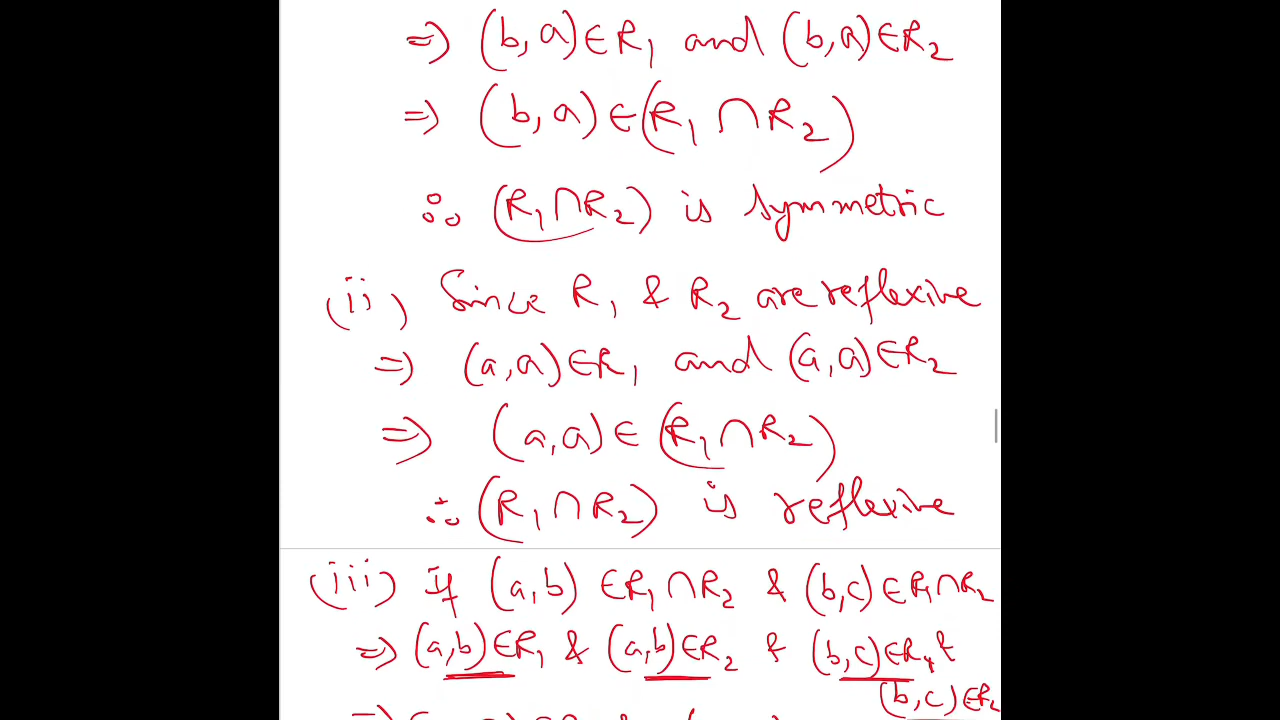 ⇒ (b, a) ∈ R₁ and (b, a) ∈ R₂
⇒ (b, a) ∈ (R₁ ∩ R₂)
∴ (R₁ ∩ R₂) is symmetric
(ii) Since R₁ & R₂ are reflexive
⇒ (a, a) ∈ R₁ and (a, a) ∈ R₂
⇒ (a, a) ∈ (R₁ ∩ R₂)
∴ (R₁ ∩ R₂) is reflexive
(iii) If (a, b) ∈ R₁ ∩ R₂ & (b, c) ∈ R₁ ∩ R₂
⇒ (a, b) ∈ R₁ & (a, b) ∈ R₂ & (b, c) ∈ R₁ &
(b, c) ∈ R₂